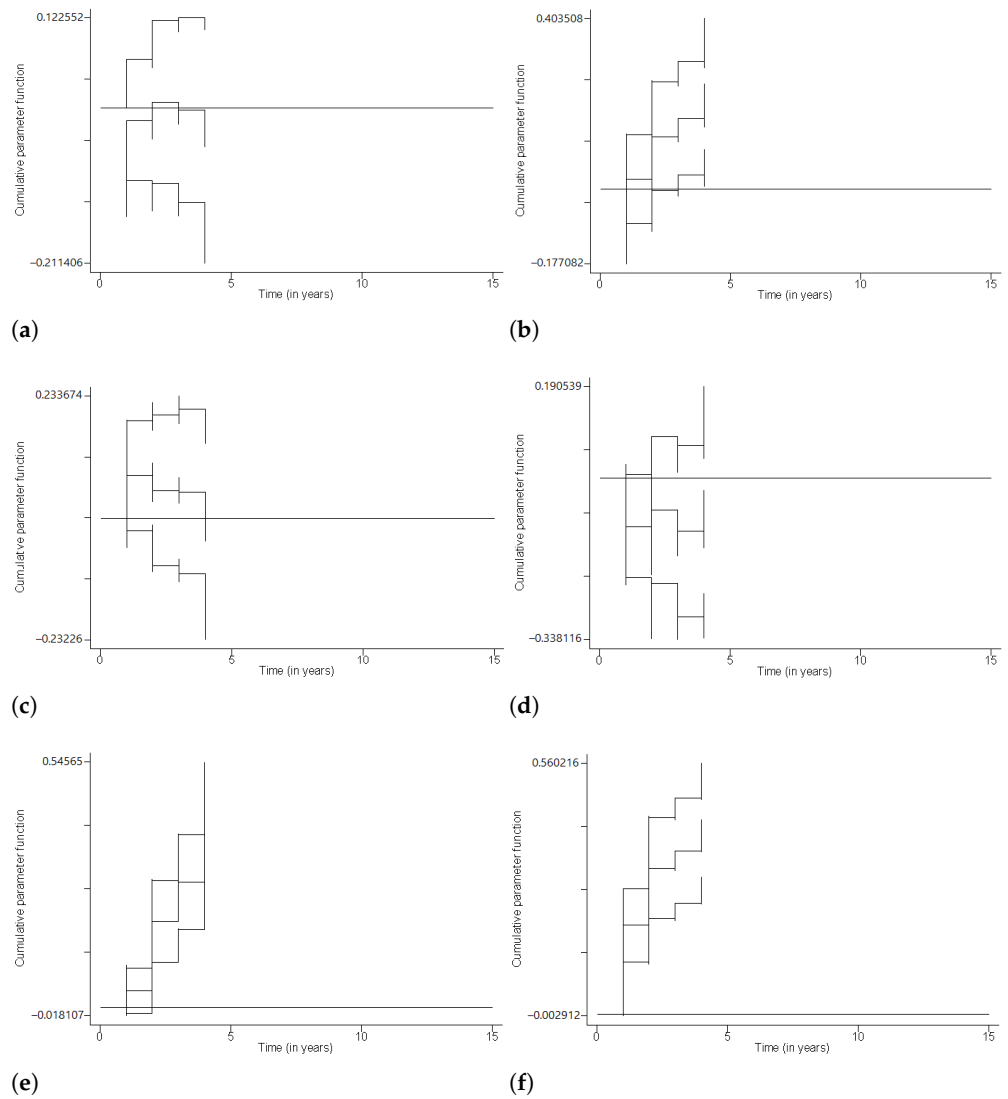 0.122552
Cumulative parameter function
−0.211406
0 5 10 15
Time (in years)
(a)
0.403508
Cumulative parameter function
−0.177082
0 5 10 15
Time (in years)
(b)
0.233674
Cumulative parameter function
−0.23226
0 5 10 15
Time (in years)
(c)
0.190539
Cumulative parameter function
−0.338116
0 5 10 15
Time (in years)
(d)
0.54565
Cumulative parameter function
−0.018107
0 5 10 15
Time (in years)
(e)
0.560216
Cumulative parameter function
−0.002912
0 5 10 15
Time (in years)
(f)